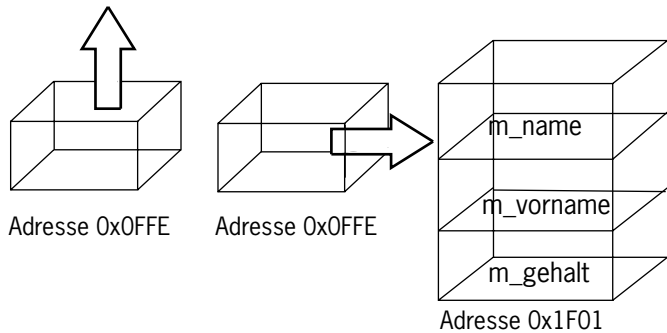 m_name
m_vorname
m_gehalt
Adresse 0x0FFE
Adresse 0x0FFE
Adresse 0x1F01